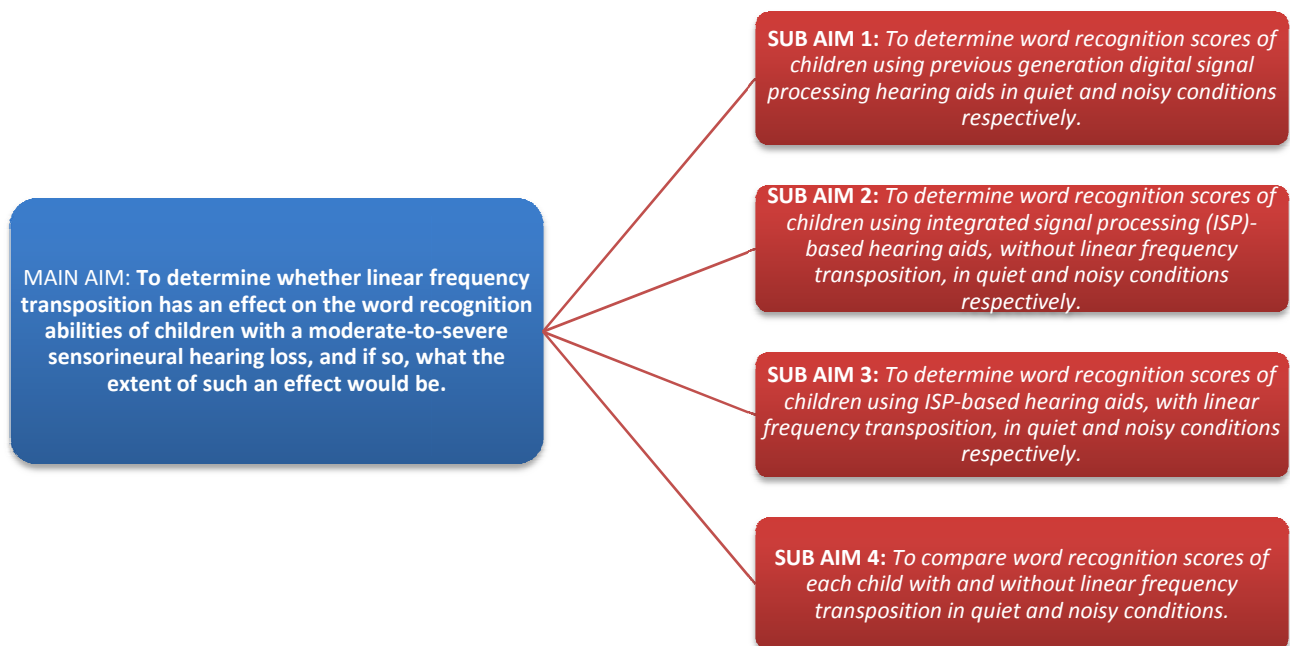 MAIN AIM: To determine whether linear frequency
transposition has an effect on the word recognition
abilities of children with a moderate-to-severe
sensorineural hearing loss, and if so, what the
extent of such an effect would be.
SUB AIM 1: To determine word recognition scores of
children using previous generation digital signal
processing hearing aids in quiet and noisy conditions
respectively.
SUB AIM 2: To determine word recognition scores of
children using integrated signal processing (ISP)-
based hearing aids, without linear frequency
transposition, in quiet and noisy conditions
respectively.
SUB AIM 3: To determine word recognition scores of
children using ISP-based hearing aids, with linear
frequency transposition, in quiet and noisy conditions
respectively.
SUB AIM 4: To compare word recognition scores of
each child with and without linear frequency
transposition in quiet and noisy conditions.